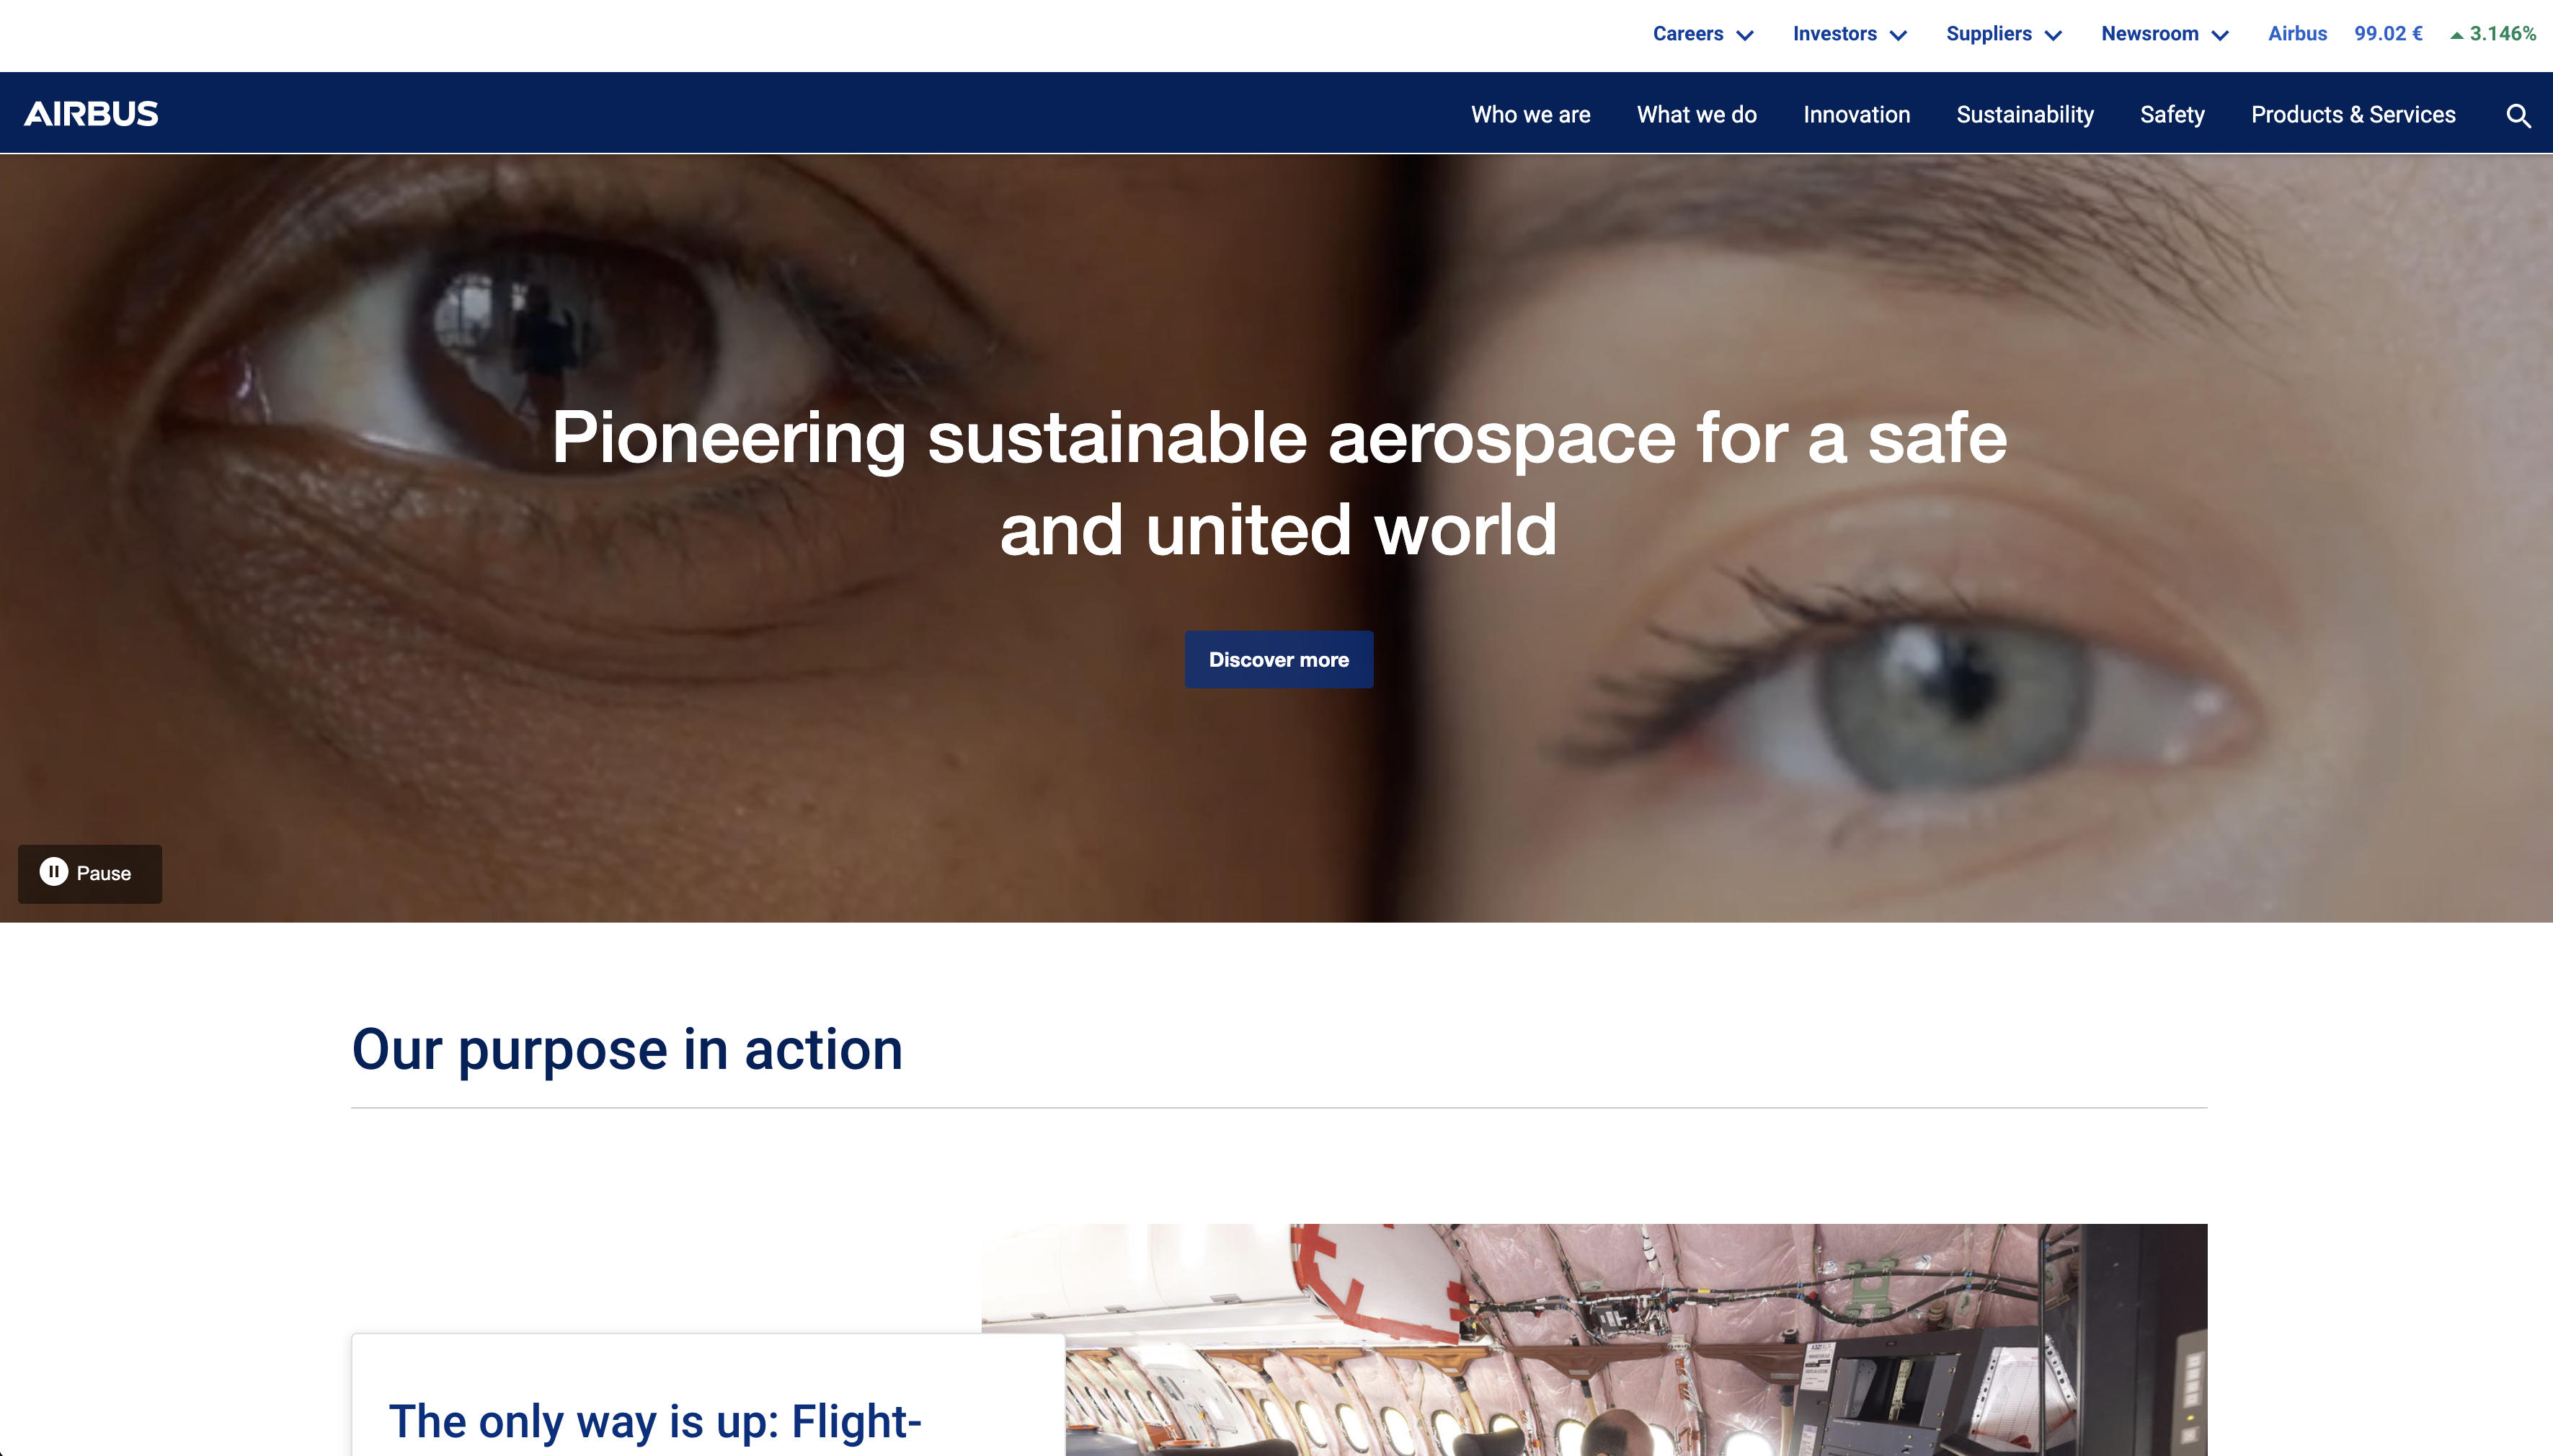 Careers Investors Suppliers Newsroom Airbus 99.02 € 3.146%
AIRBUS Who we are What we do Innovation Sustainability Safety Products & Services
Pioneering sustainable aerospace for a safe
and united world
Discover more
Pause
Our purpose in action
The only way is up: Flight-